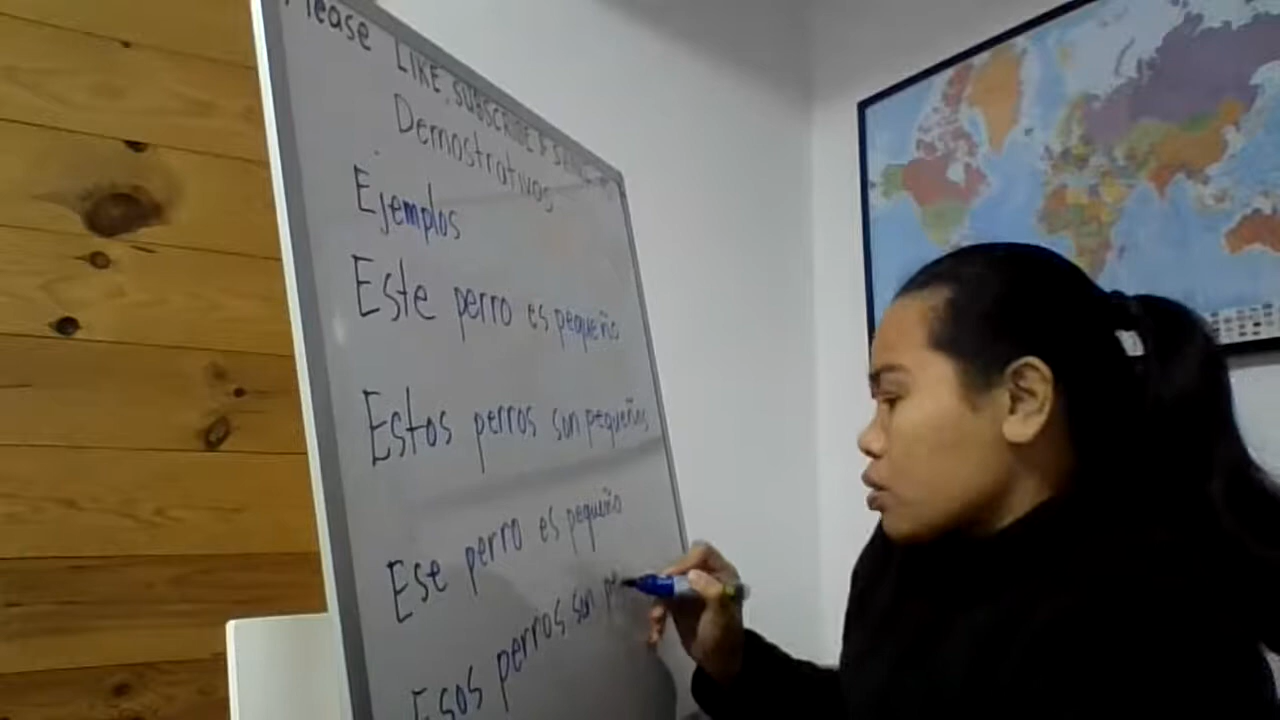 Please LIKE, SUBSCRIBE &
Demostrativos
Ejemplos
Este perro es pequeño
Estos perros son pequeños
Ese perro es pequeño
Esos perros son pe